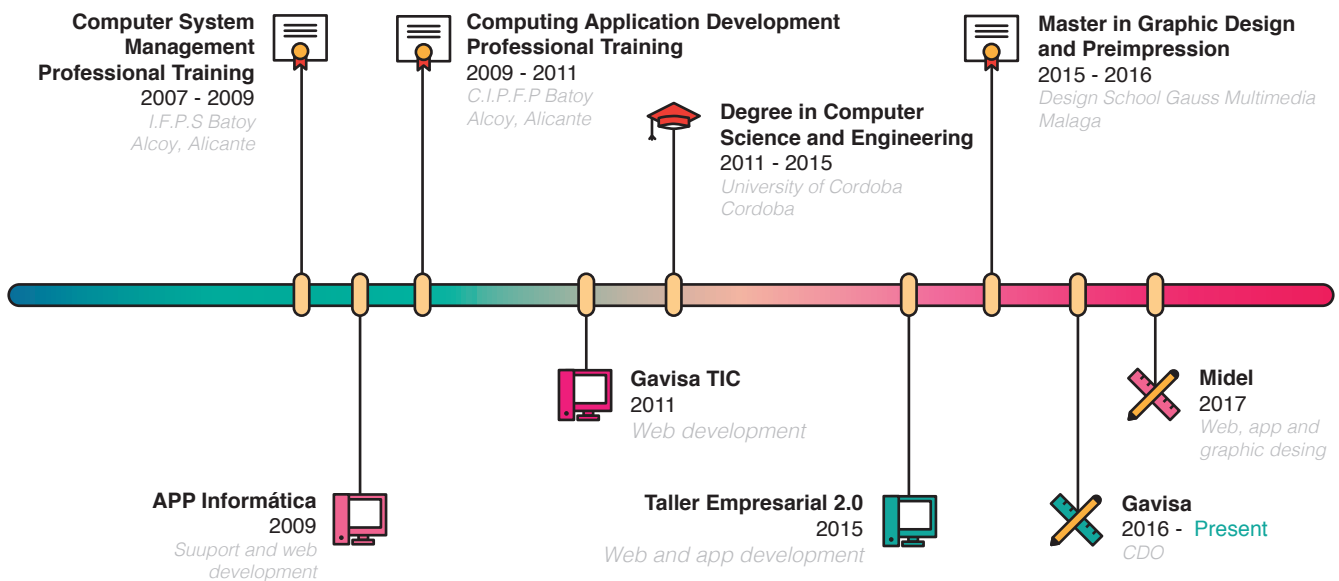 Computer System
Management
Professional Training
2007 - 2009
I.F.P.S Batoy
Alcoy, Alicante
Computing Application Development
Professional Training
2009 - 2011
C.I.P.F.P Batoy
Alcoy, Alicante
Degree in Computer
Science and Engineering
2011 - 2015
University of Cordoba
Cordoba
Master in Graphic Design
and Preimpression
2015 - 2016
Design School Gauss Multimedia
Malaga
APP Informática
2009
Suuport and web
development
Gavisa TIC
2011
Web development
Taller Empresarial 2.0
2015
Web and app development
Gavisa
2016 - Present
CDO
Midel
2017
Web, app and
graphic desing